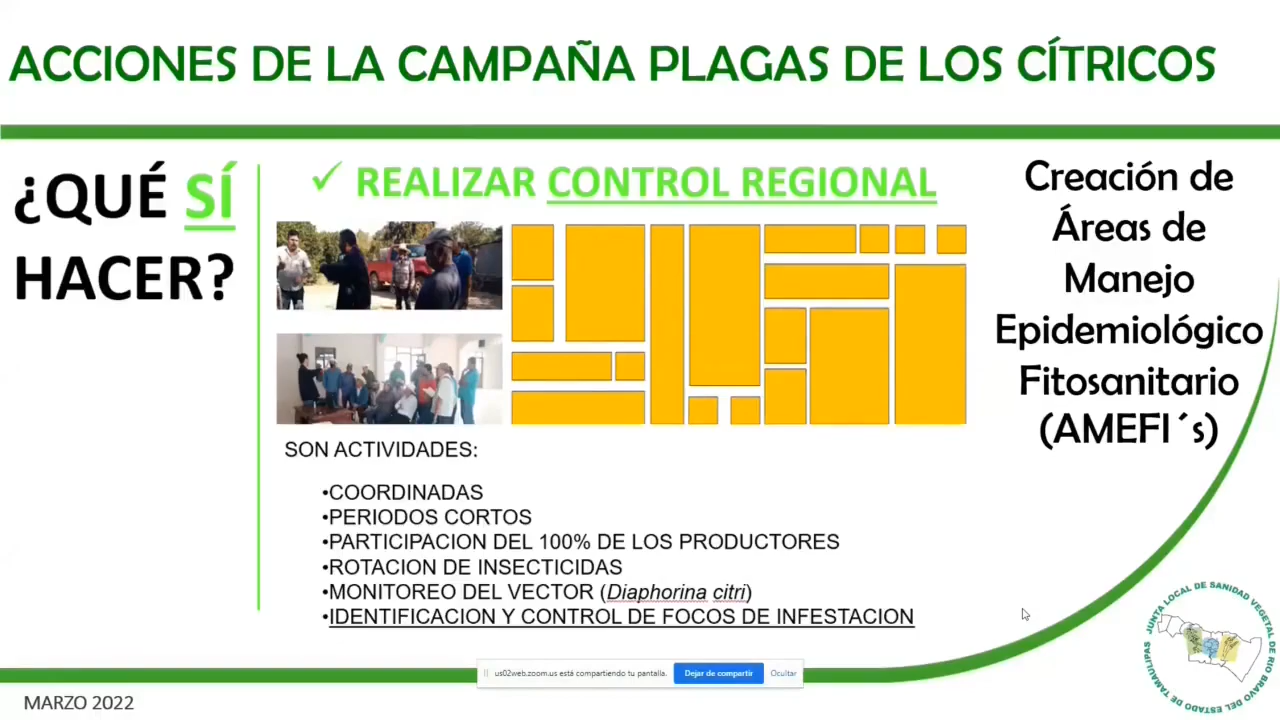 ACCIONES DE LA CAMPAÑA PLAGAS DE LOS CÍTRICOS
¿QUÉ SÍ
HACER?
✓ REALIZAR CONTROL REGIONAL
SON ACTIVIDADES:
•COORDINADAS
•PERIODOS CORTOS
•PARTICIPACION DEL 100% DE LOS PRODUCTORES
•ROTACION DE INSECTICIDAS
•MONITOREO DEL VECTOR (Diaphorina citri)
•IDENTIFICACION Y CONTROL DE FOCOS DE INFESTACION
Creación de
Áreas de
Manejo
Epidemiológico
Fitosanitario
(AMEFI´s)
JUNTA LOCAL DE SANIDAD VEGETAL DE RIO BRAVO DEL ESTADO DE TAMAULIPAS
us02web.zoom.us está compartiendo tu pantalla.
Dejar de compartir
Ocultar
MARZO 2022